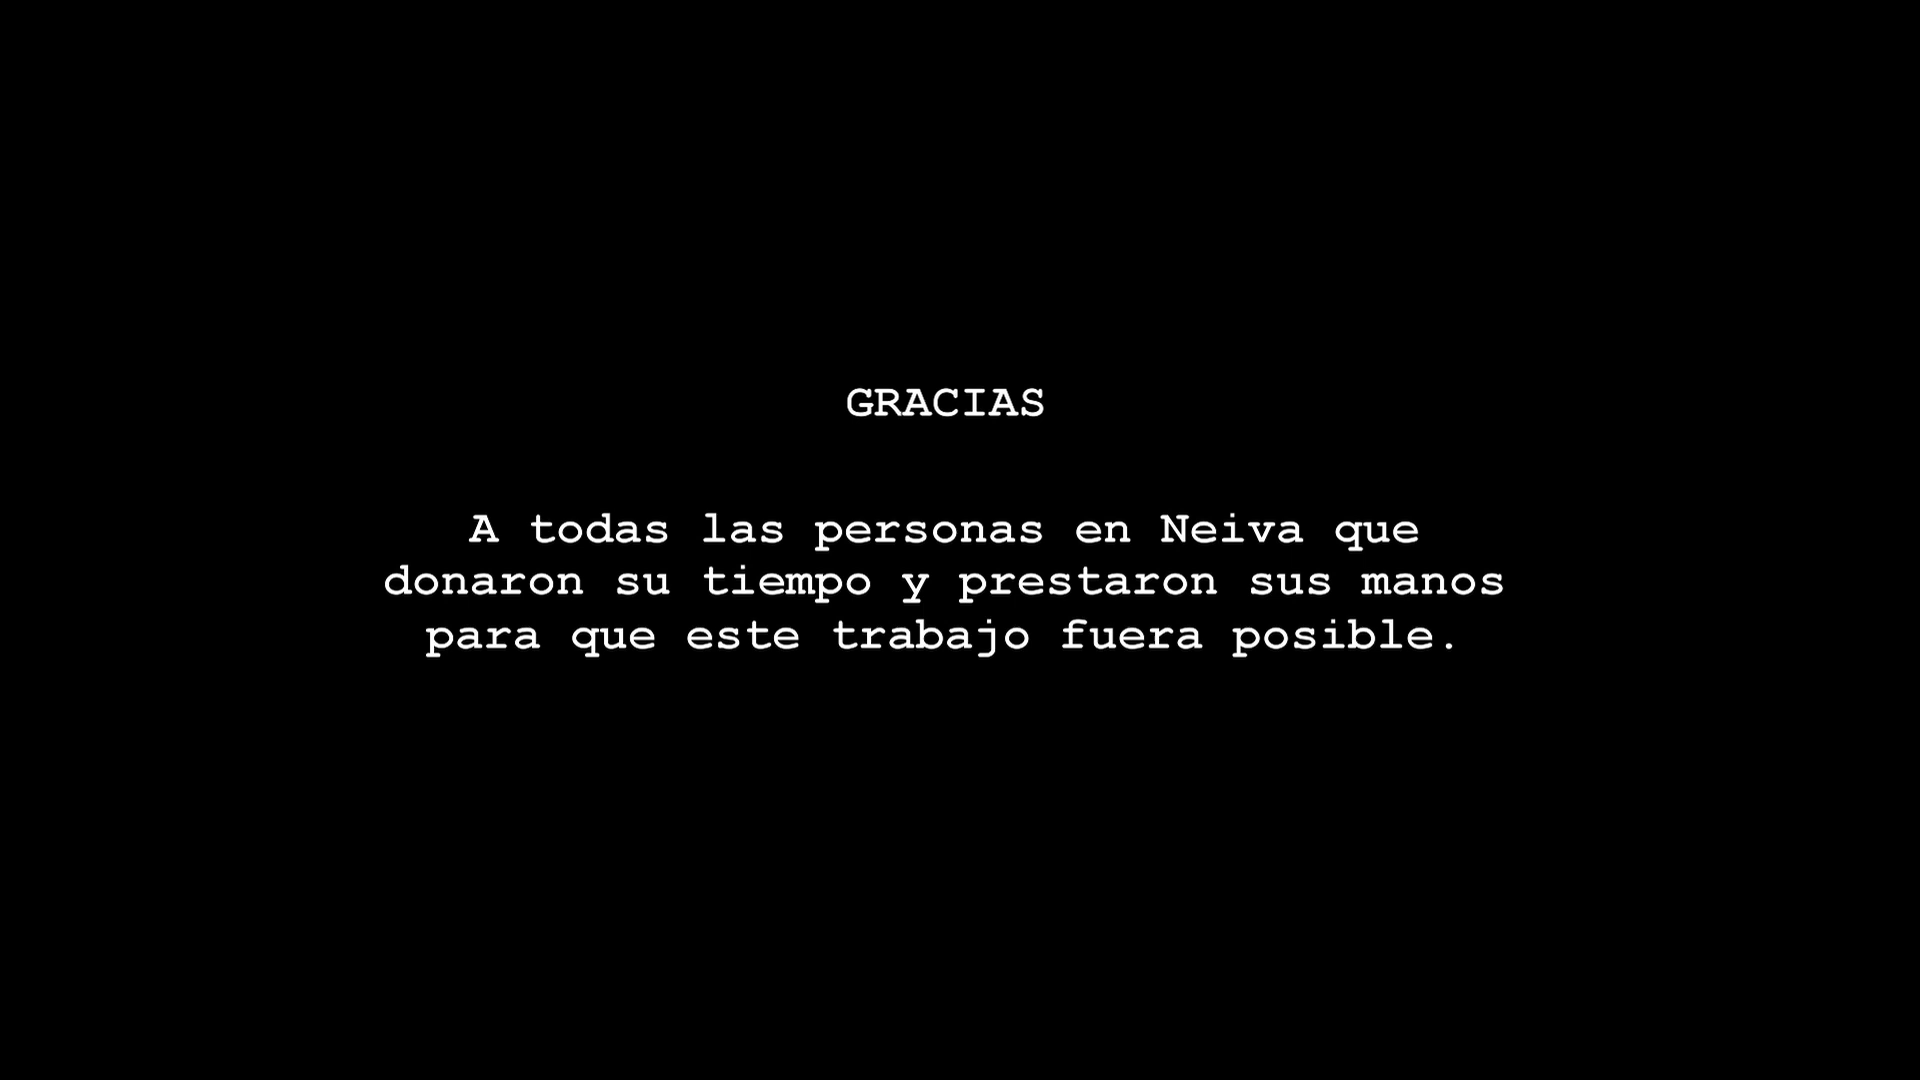 GRACIAS
A todas las personas en Neiva que
donaron su tiempo y prestaron sus manos
para que este trabajo fuera posible.